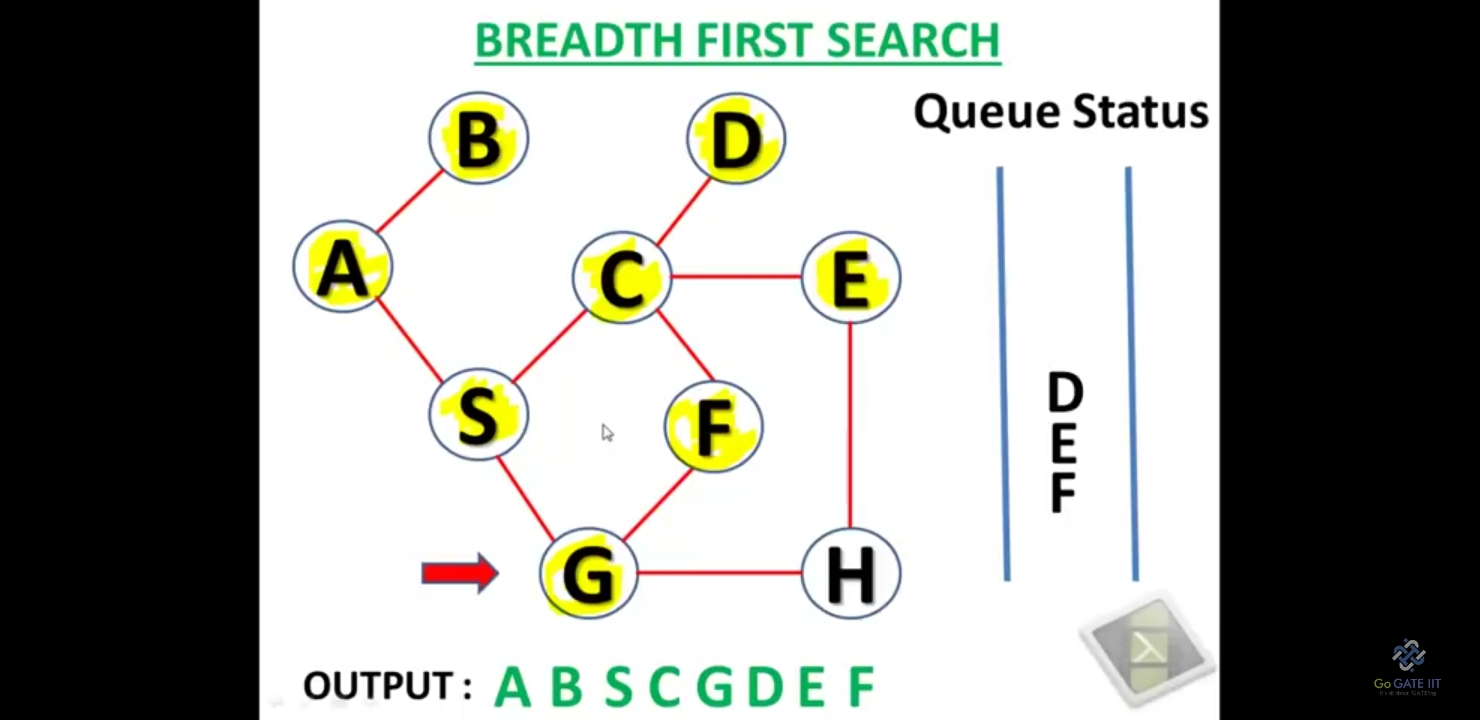 BREADTH FIRST SEARCH
Queue Status
B
D
A
C
E
S
F
G
H
D
E
F
OUTPUT : A B S C G D E F
Go GATE IIT